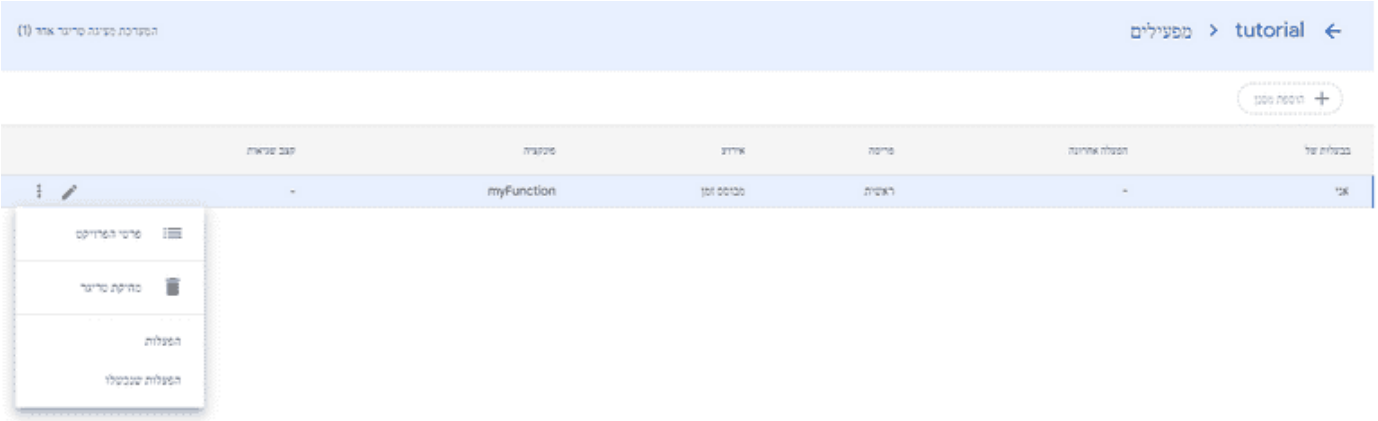 tutorial > מפעילים
המערכת מציגה טריגר אחד (1)
+ הוספת מסנן
בבעלות של הפעלה אחרונה פריסה אירוע פונקציה קצב שגיאות
אני - ראשית מבוסס זמן myFunction -
פרטי הפרויקט
מחיקת טריגר
הפעלות
הפעלות שנכשלו